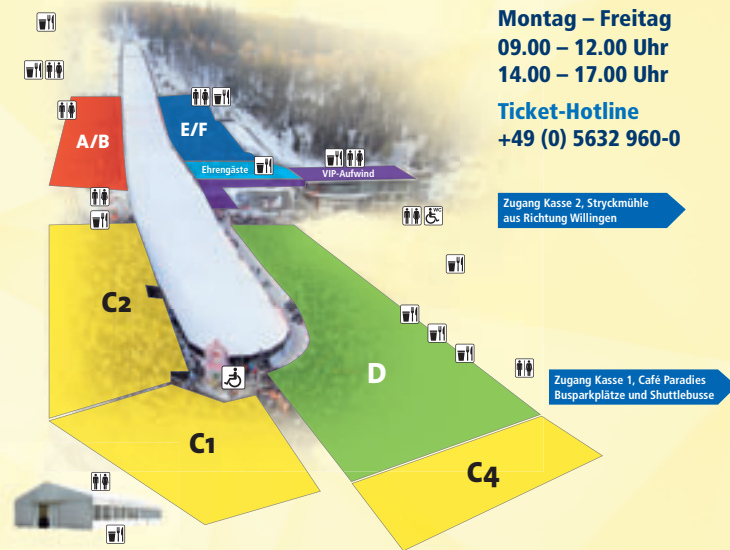 Montag – Freitag
09.00 – 12.00 Uhr
14.00 – 17.00 Uhr
Ticket-Hotline
+49 (0) 5632 960-0
A/B
E/F
Ehrengäste
VIP-Aufwind
Zugang Kasse 2, Stryckmühle
aus Richtung Willingen
WC
C2
D
Zugang Kasse 1, Café Paradies
Busparkplätze und Shuttlebusse
C1
C4